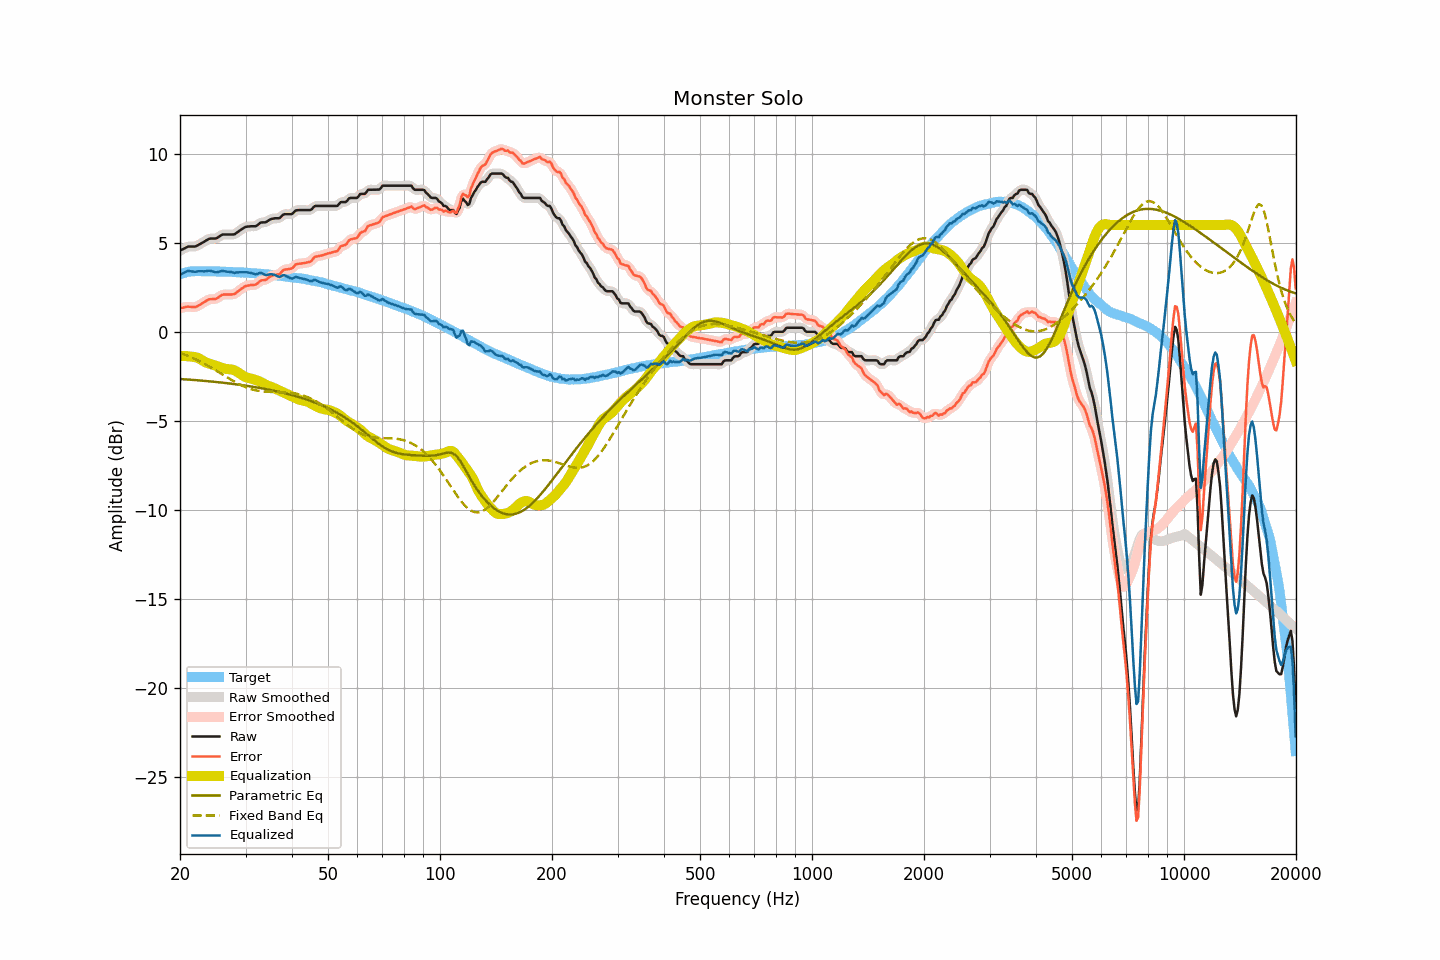 Monster Solo
Amplitude (dBr)
10
5
0
−5
−10
−15
−20
−25
Target
Raw Smoothed
Error Smoothed
Raw
Error
Equalization
Parametric Eq
Fixed Band Eq
Equalized
20 50 100 200 500 1000 2000 5000 10000 20000
Frequency (Hz)